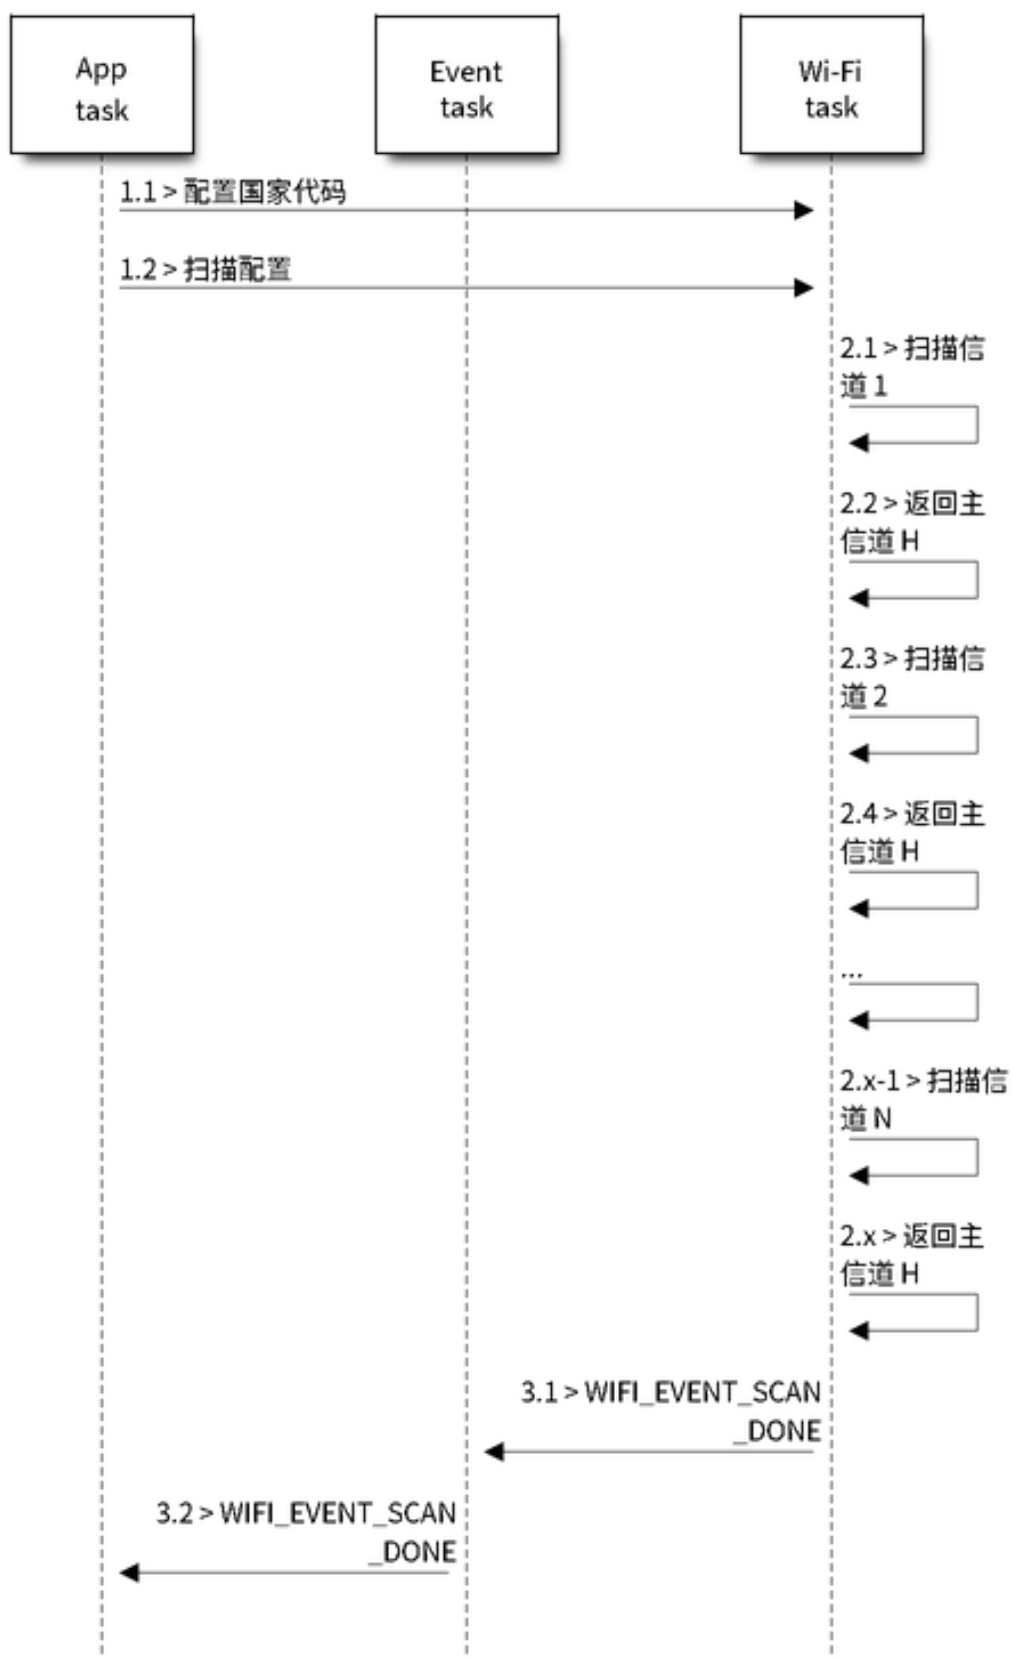 App
task
Event
task
Wi-Fi
task
1.1 > 配置国家代码
1.2 > 扫描配置
2.1 > 扫描信
道 1
2.2 > 返回主
信道 H
2.3 > 扫描信
道 2
2.4 > 返回主
信道 H
...
2.x-1 > 扫描信
道 N
2.x > 返回主
信道 H
3.1 > WIFI_EVENT_SCAN
_DONE
3.2 > WIFI_EVENT_SCAN
_DONE